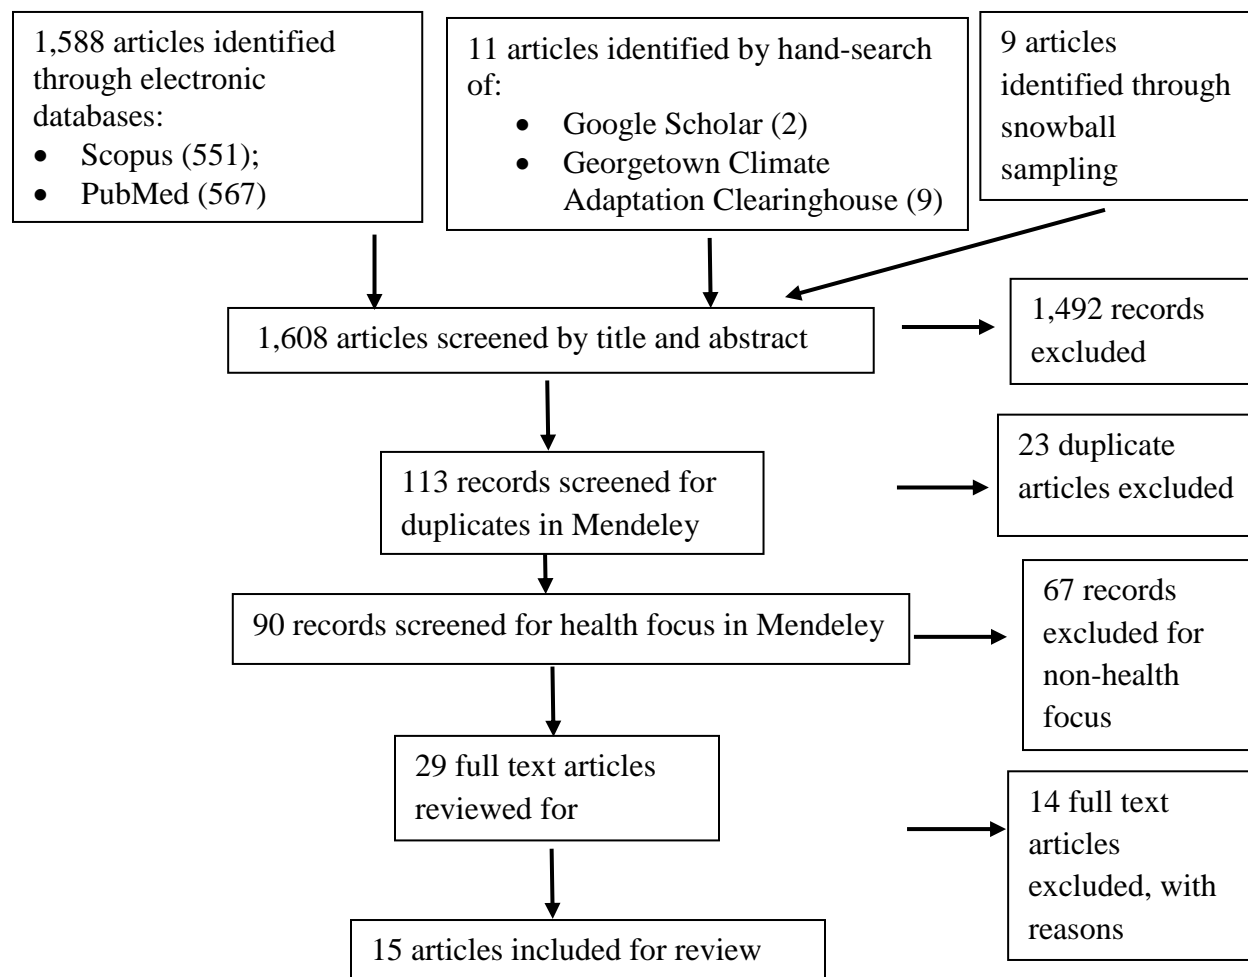 1,588 articles identified
through electronic
databases:
• Scopus (551);
• PubMed (567)
11 articles identified by hand-search
of:
• Google Scholar (2)
• Georgetown Climate
Adaptation Clearinghouse (9)
9 articles
identified through
snowball
sampling
1,608 articles screened by title and abstract
1,492 records
excluded
113 records screened for
duplicates in Mendeley
23 duplicate
articles excluded
90 records screened for health focus in Mendeley
67 records
excluded for
non-health
focus
29 full text articles
reviewed for
14 full text
articles
excluded, with
reasons
15 articles included for review